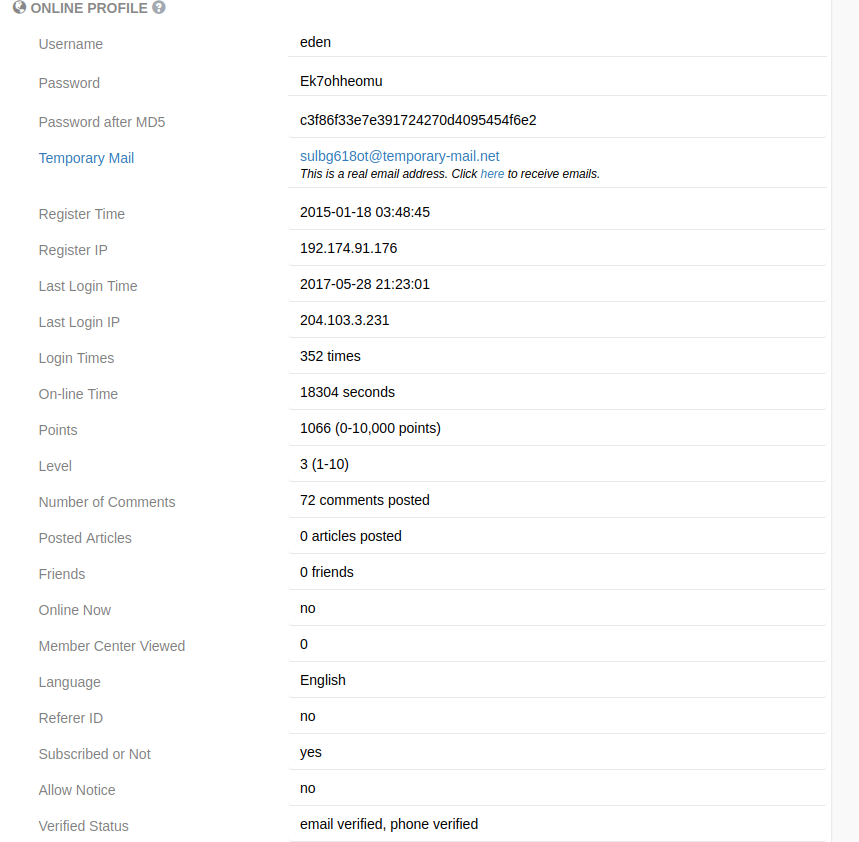 ONLINE PROFILE ?
Username eden
Password Ek7ohheomu
Password after MD5 c3f86f33e7e391724270d4095454f6e2
Temporary Mail sulbg618ot@temporary-mail.net
This is a real email address. Click here to receive emails.
Register Time 2015-01-18 03:48:45
Register IP 192.174.91.176
Last Login Time 2017-05-28 21:23:01
Last Login IP 204.103.3.231
Login Times 352 times
On-line Time 18304 seconds
Points 1066 (0-10,000 points)
Level 3 (1-10)
Number of Comments 72 comments posted
Posted Articles 0 articles posted
Friends 0 friends
Online Now no
Member Center Viewed 0
Language English
Referer ID no
Subscribed or Not yes
Allow Notice no
Verified Status email verified, phone verified